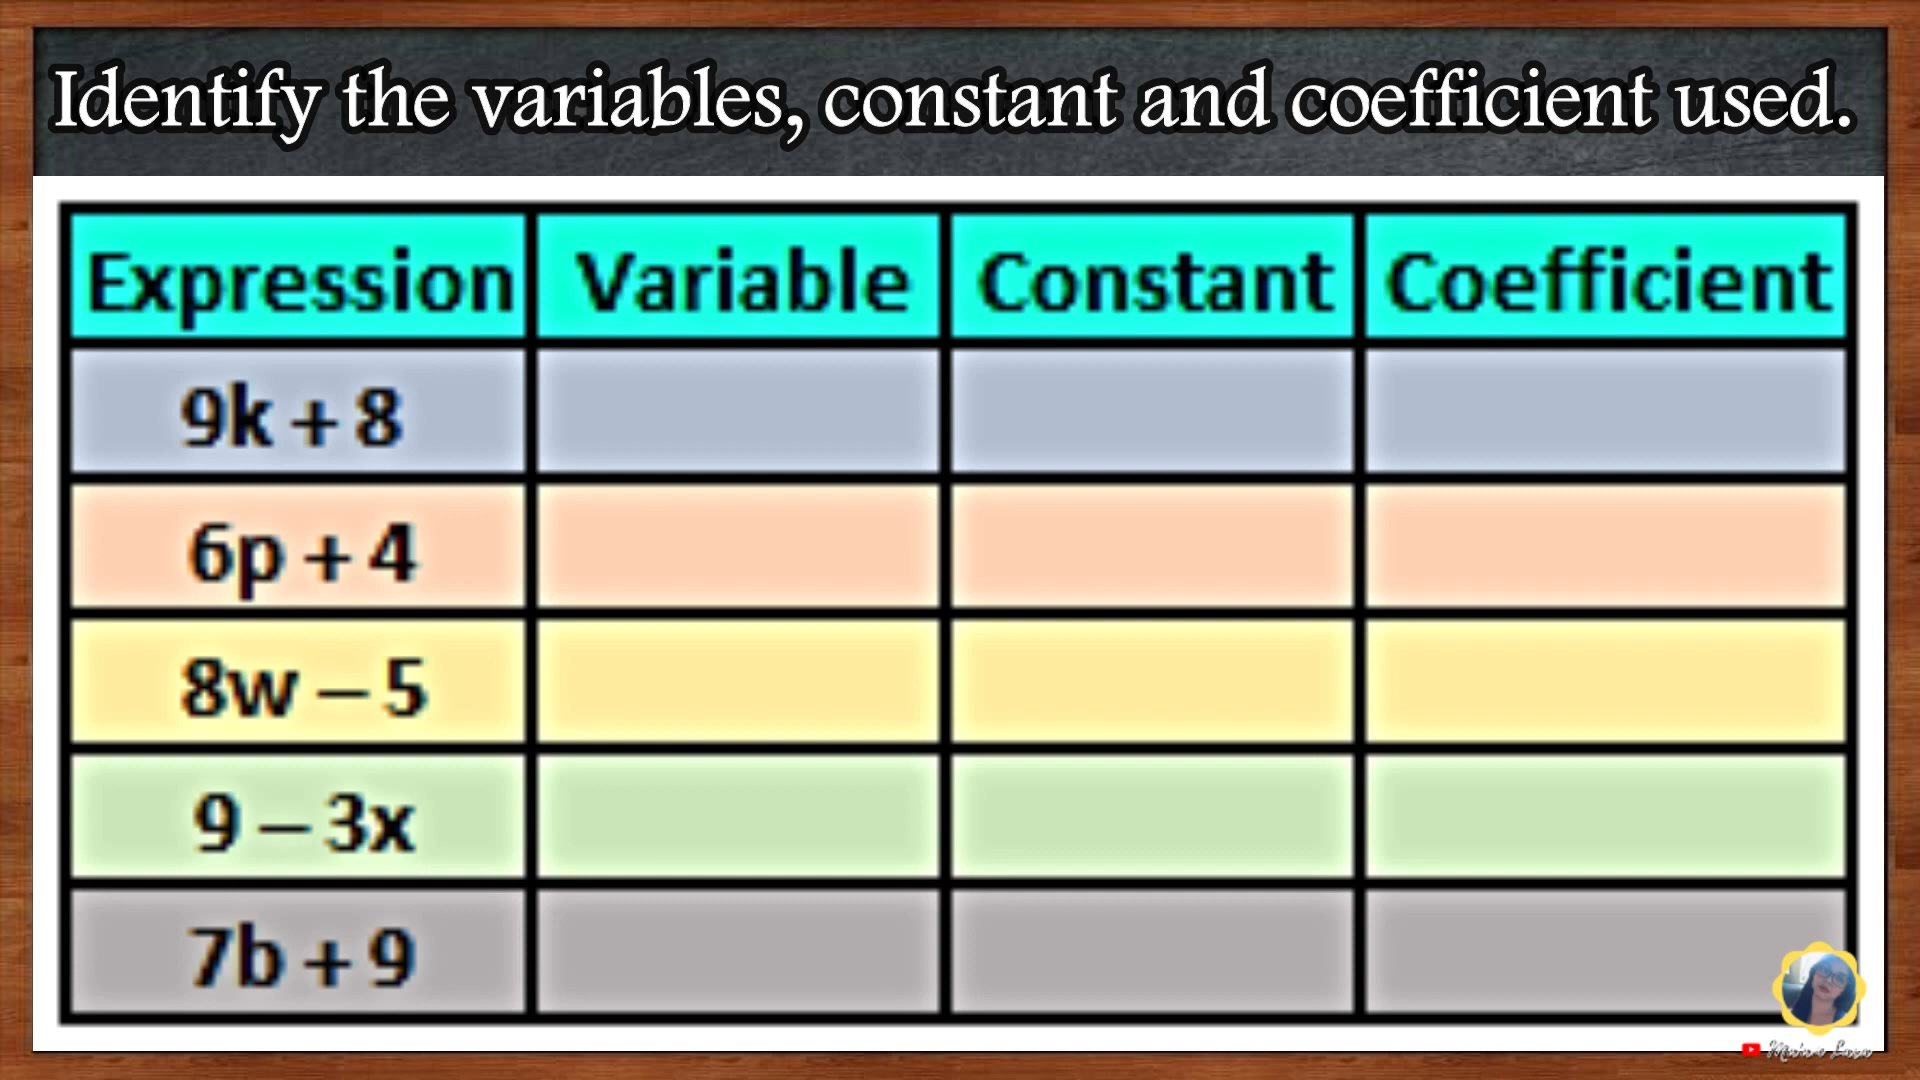 Identify the variables, constant and coefficient used.
Expression Variable Constant Coefficient
9k + 8
6p + 4
8w – 5
9 – 3x
7b + 9